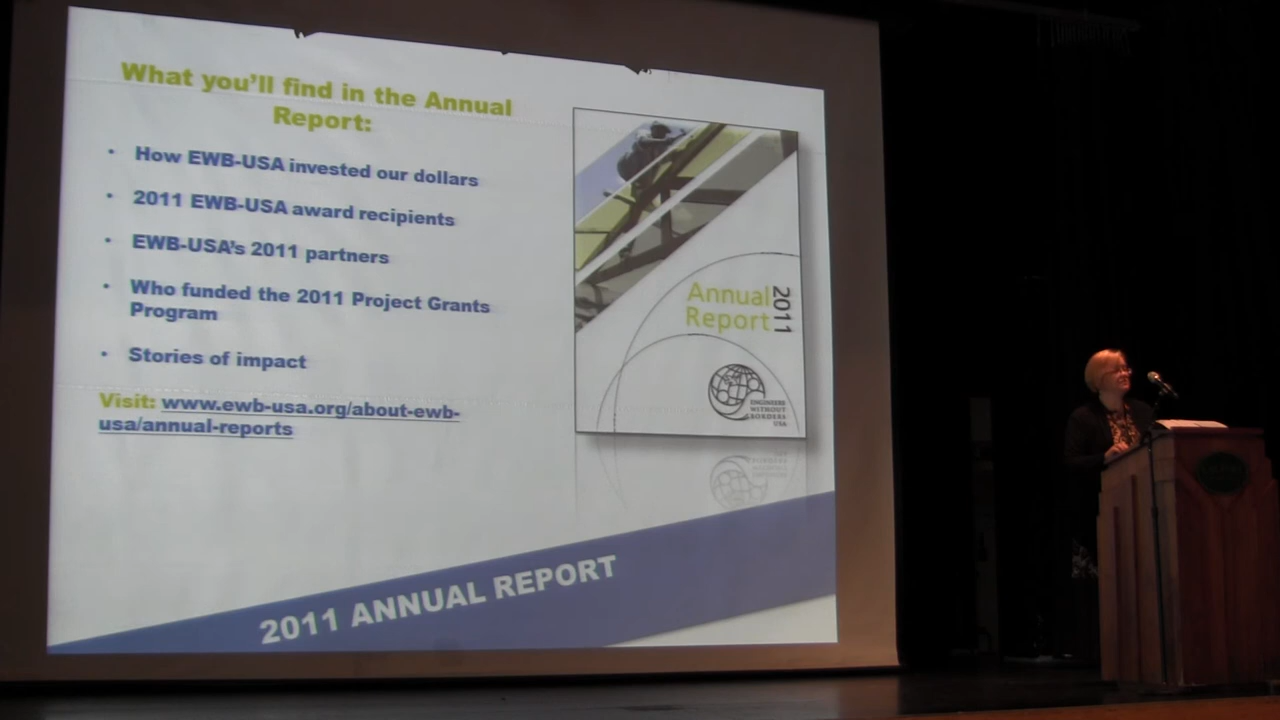 What you'll find in the Annual
Report:
• How EWB-USA invested our dollars
• 2011 EWB-USA award recipients
• EWB-USA's 2011 partners
• Who funded the 2011 Project Grants
Program
• Stories of impact
Visit: www.ewb-usa.org/about-ewb-
usa/annual-reports
Annual
Report
2011
ENGINEERS
WITHOUT
BORDERS
USA
2011 ANNUAL REPORT